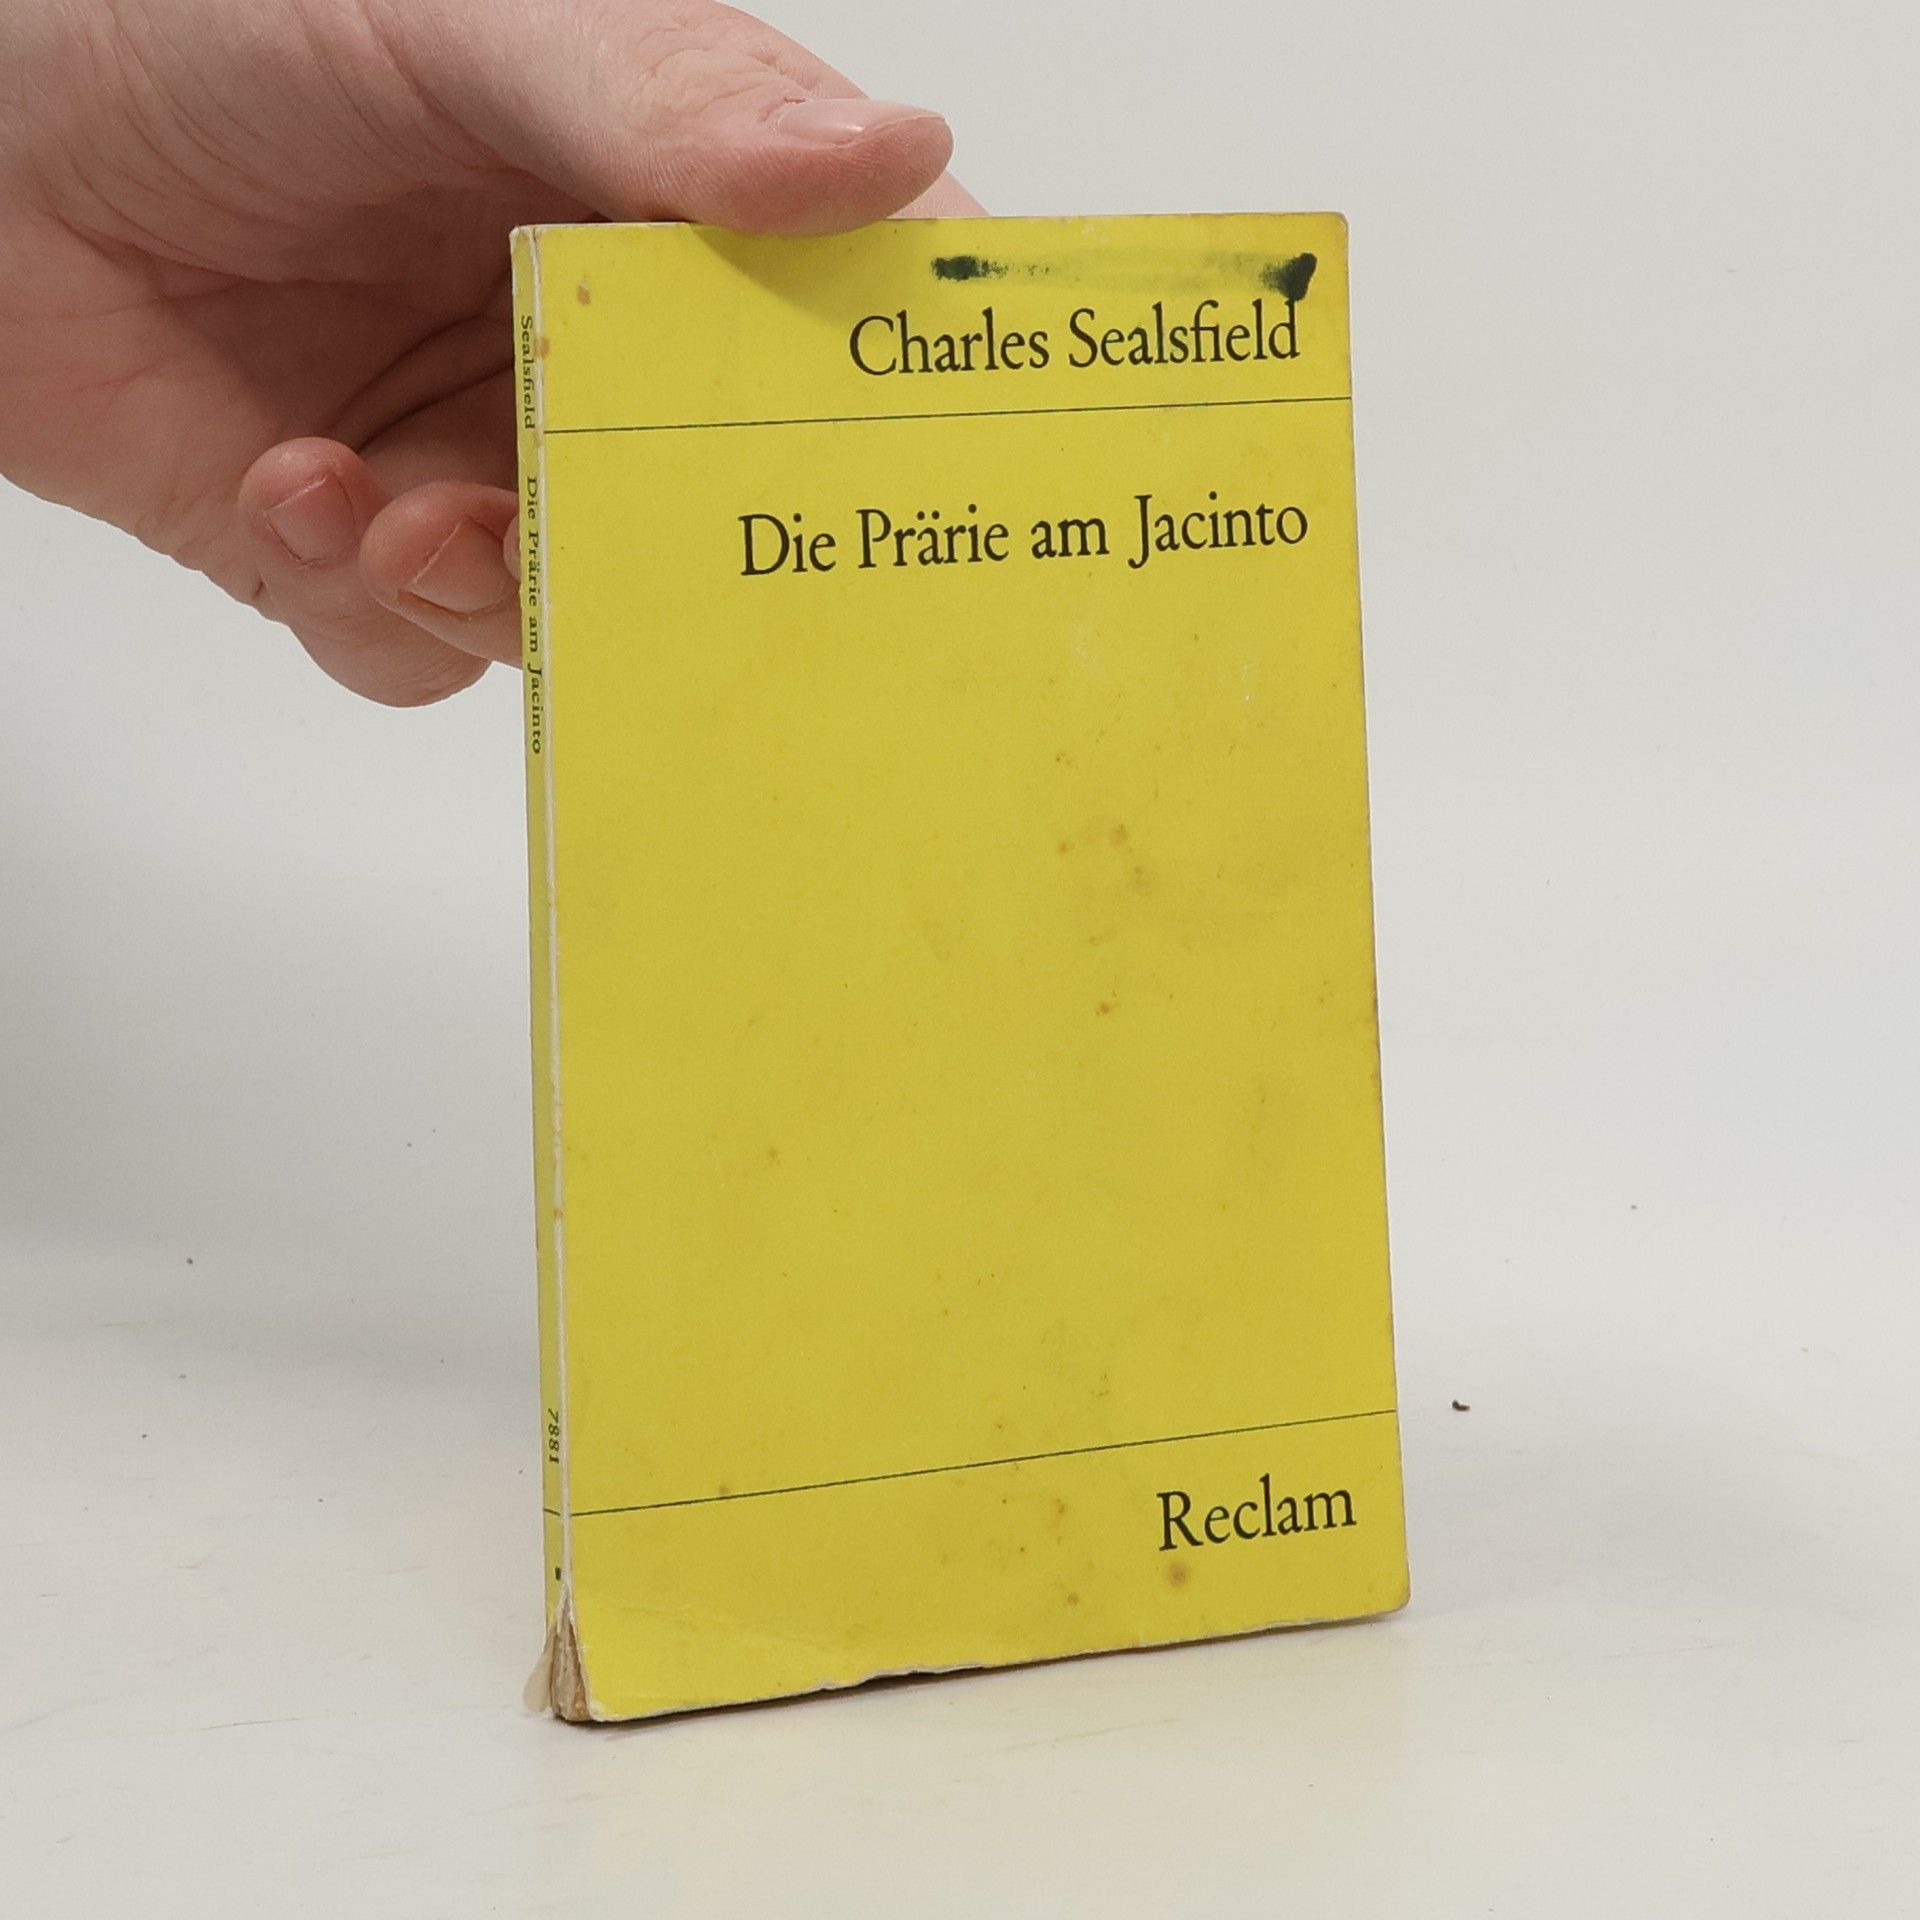 Charles Sealsfield
Die Prärie am Jacinto
Reclam
Sealsfield Die Prärie am Jacinto
7881